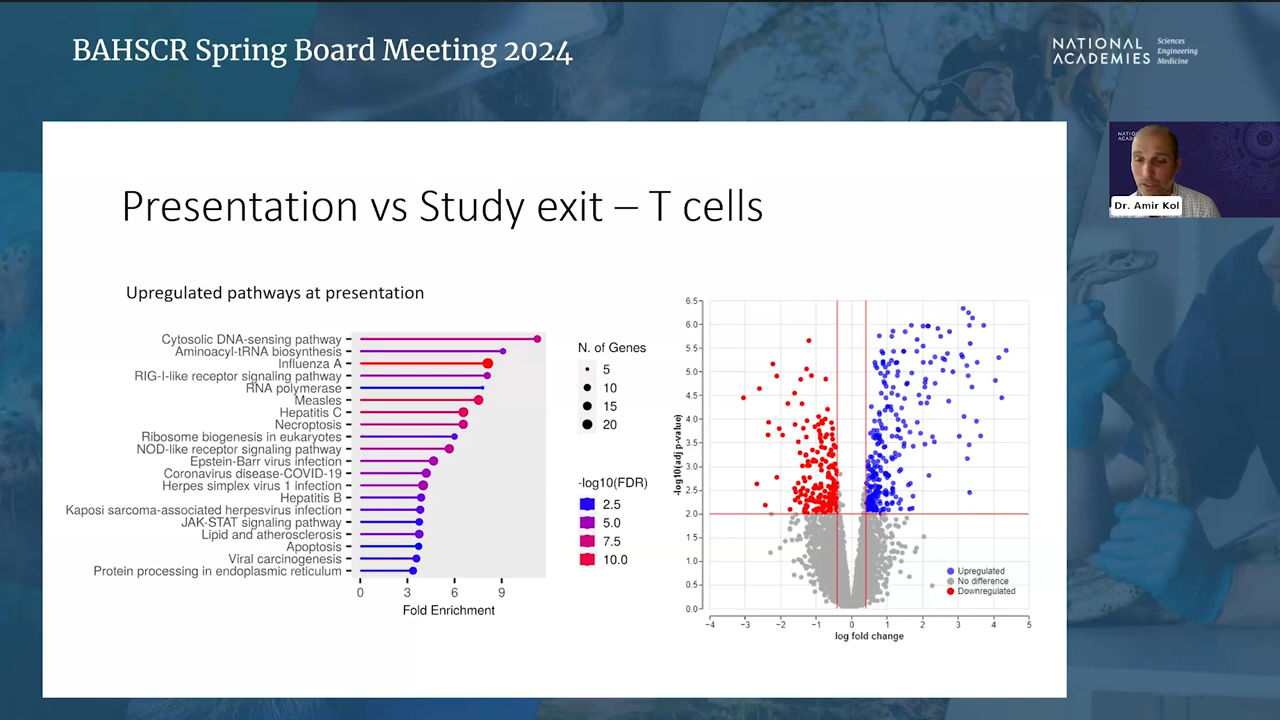 BAHSCR Spring Board Meeting 2024
NATIONAL
ACADEMIES
Sciences
Engineering
Medicine
Dr. Amir Kol
Presentation vs Study exit – T cells
Upregulated pathways at presentation
Cytosolic DNA-sensing pathway
Aminoacyl-tRNA biosynthesis
Influenza A
RIG-I-like receptor signaling pathway
RNA polymerase
Measles
Hepatitis C
Necroptosis
Ribosome biogenesis in eukaryotes
NOD-like receptor signaling pathway
Epstein-Barr virus infection
Coronavirus disease-COVID-19
Herpes simplex virus 1 infection
Hepatitis B
Kaposi sarcoma-associated herpesvirus infection
JAK-STAT signaling pathway
Lipid and atherosclerosis
Apoptosis
Viral carcinogenesis
Protein processing in endoplasmic reticulum
0 3 6 9
Fold Enrichment
N. of Genes
5
10
15
20
-log10(FDR)
2.5
5.0
7.5
10.0
6.5
6.0
5.5
5.0
4.5
4.0
3.5
3.0
2.5
2.0
1.5
1.0
0.5
0.0
-log10(adj p-value)
−4 −3 −2 −1 0 1 2 3 4 5
log fold change
Upregulated
No difference
Downregulated